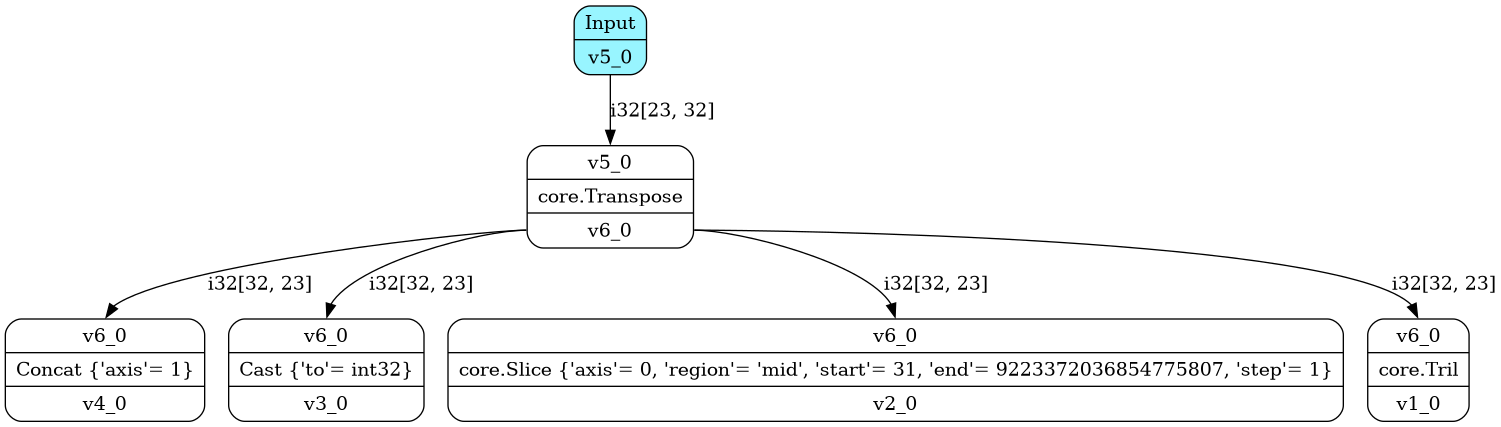 Input
v5_0
i32[23, 32]
v5_0
core.Transpose
v6_0
i32[32, 23]
i32[32, 23]
i32[32, 23]
i32[32, 23]
v6_0
Concat {'axis'= 1}
v4_0
v6_0
Cast {'to'= int32}
v3_0
v6_0
core.Slice {'axis'= 0, 'region'= 'mid', 'start'= 31, 'end'= 9223372036854775807, 'step'= 1}
v2_0
v6_0
core.Tril
v1_0